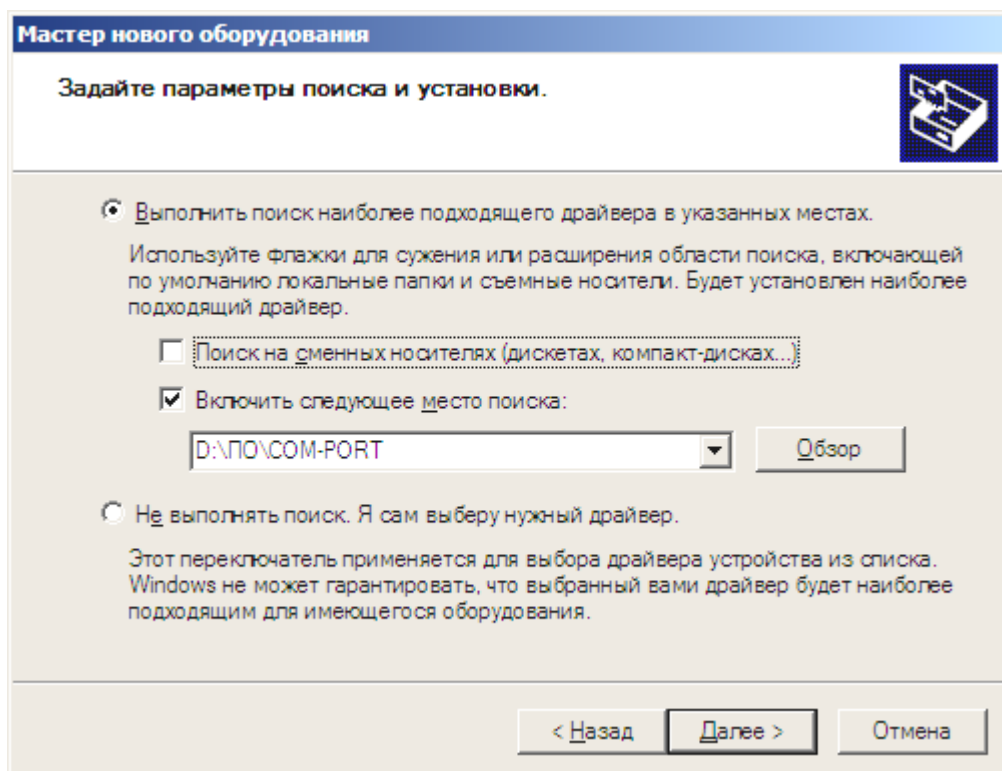 Мастер нового оборудования
Задайте параметры поиска и установки.
Выполнить поиск наиболее подходящего драйвера в указанных местах.
Используйте флажки для сужения или расширения области поиска, включающей
по умолчанию локальные папки и съемные носители. Будет установлен наиболее
подходящий драйвер.
Поиск на сменных носителях (дискетах, компакт-дисках...)
Включить следующее место поиска:
D:\ПО\COM-PORT
Обзор
Не выполнять поиск. Я сам выберу нужный драйвер.
Этот переключатель применяется для выбора драйвера устройства из списка.
Windows не может гарантировать, что выбранный вами драйвер будет наиболее
подходящим для имеющегося оборудования.
< Назад
Далее >
Отмена